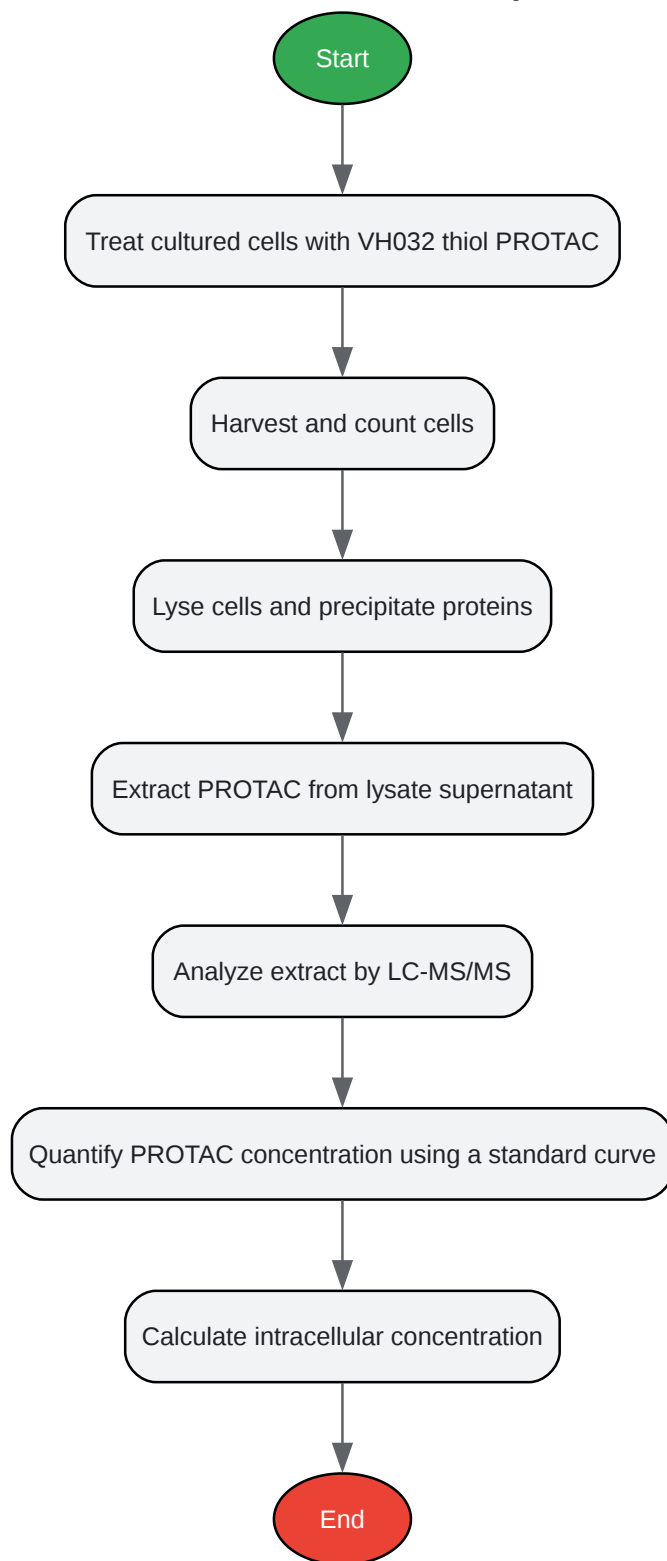 Start
Treat cultured cells with VH032 thiol PROTAC
Harvest and count cells
Lyse cells and precipitate proteins
Extract PROTAC from lysate supernatant
Analyze extract by LC-MS/MS
Quantify PROTAC concentration using a standard curve
Calculate intracellular concentration
End